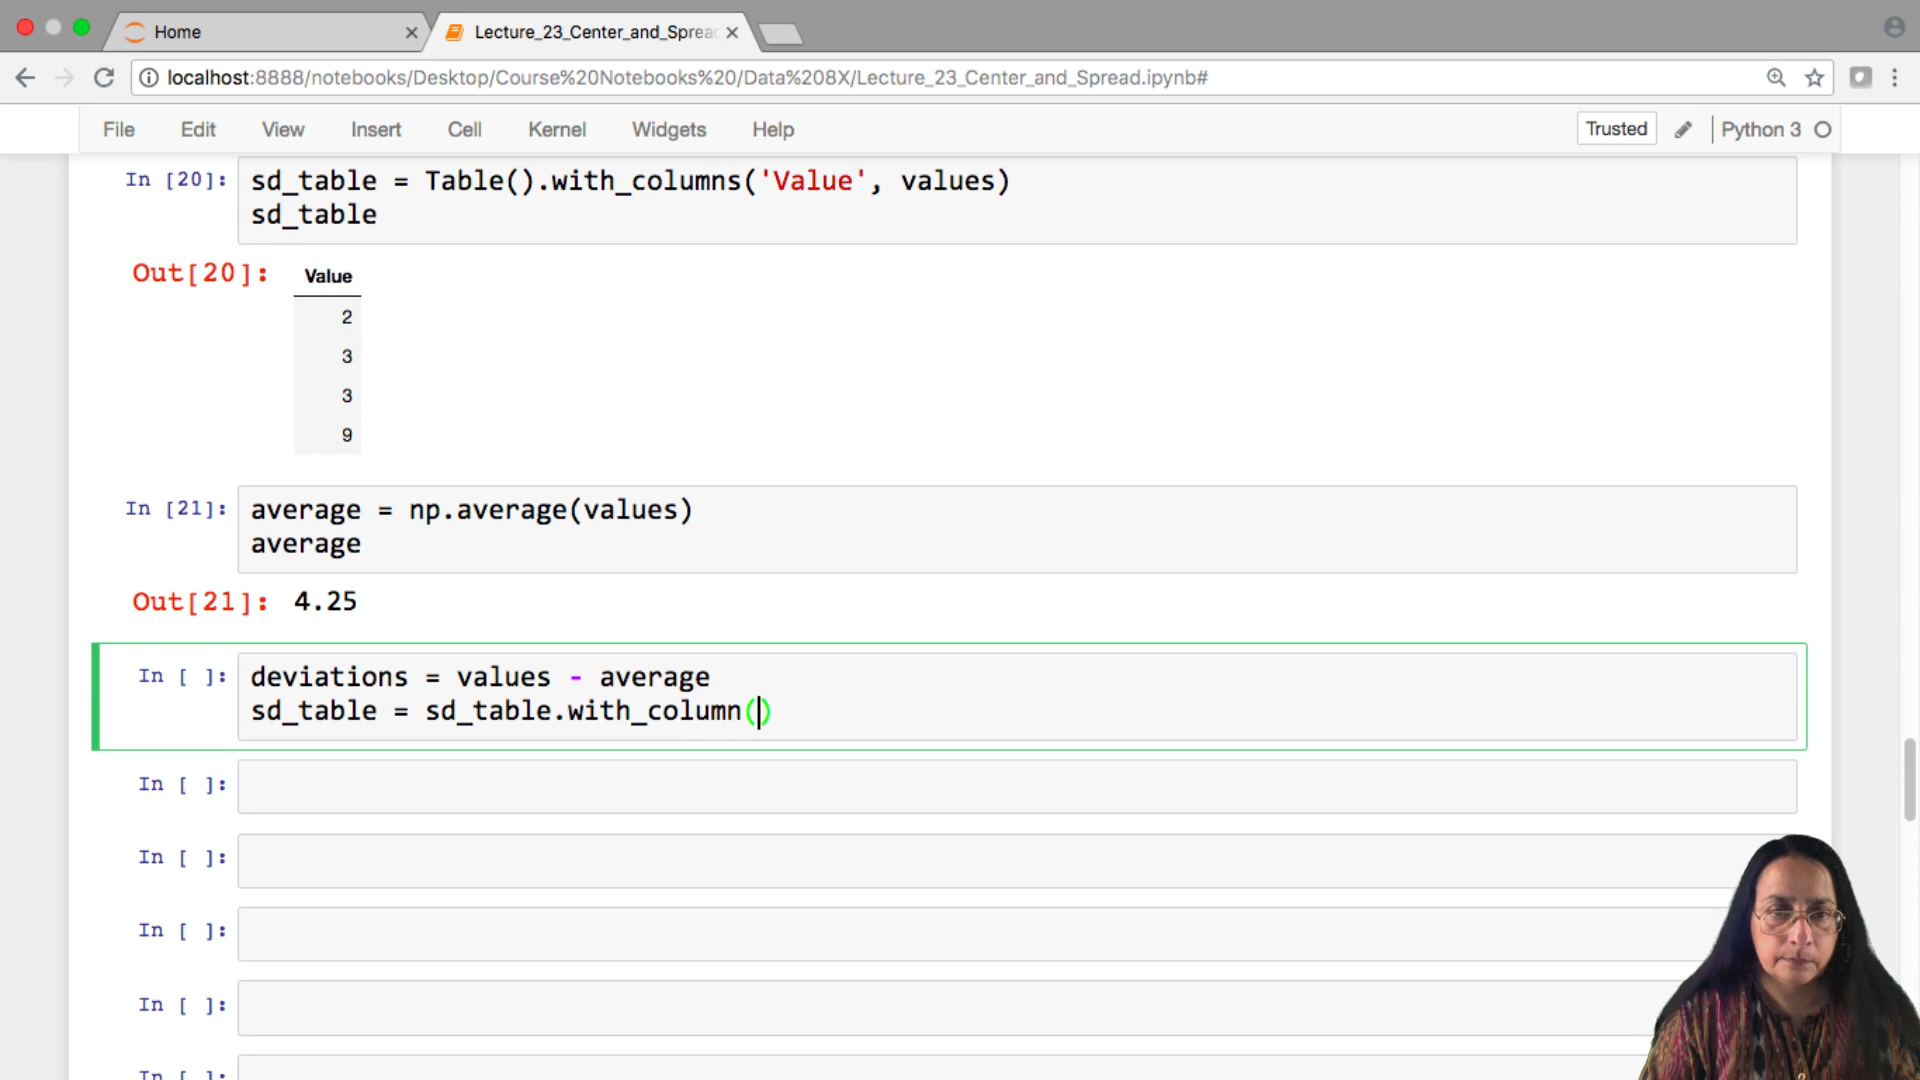 Home
Lecture_23_Center_and_Sprea
localhost:8888/notebooks/Desktop/Course%20Notebooks%20/Data%208X/Lecture_23_Center_and_Spread.ipynb#
File Edit View Insert Cell Kernel Widgets Help Trusted Python 3
In [20]: sd_table = Table().with_columns('Value', values)
sd_table
Out[20]: Value
2
3
3
9
In [21]: average = np.average(values)
average
Out[21]: 4.25
In [ ]: deviations = values - average
sd_table = sd_table.with_column()
In [ ]:
In [ ]:
In [ ]:
In [ ]:
In [ ]: